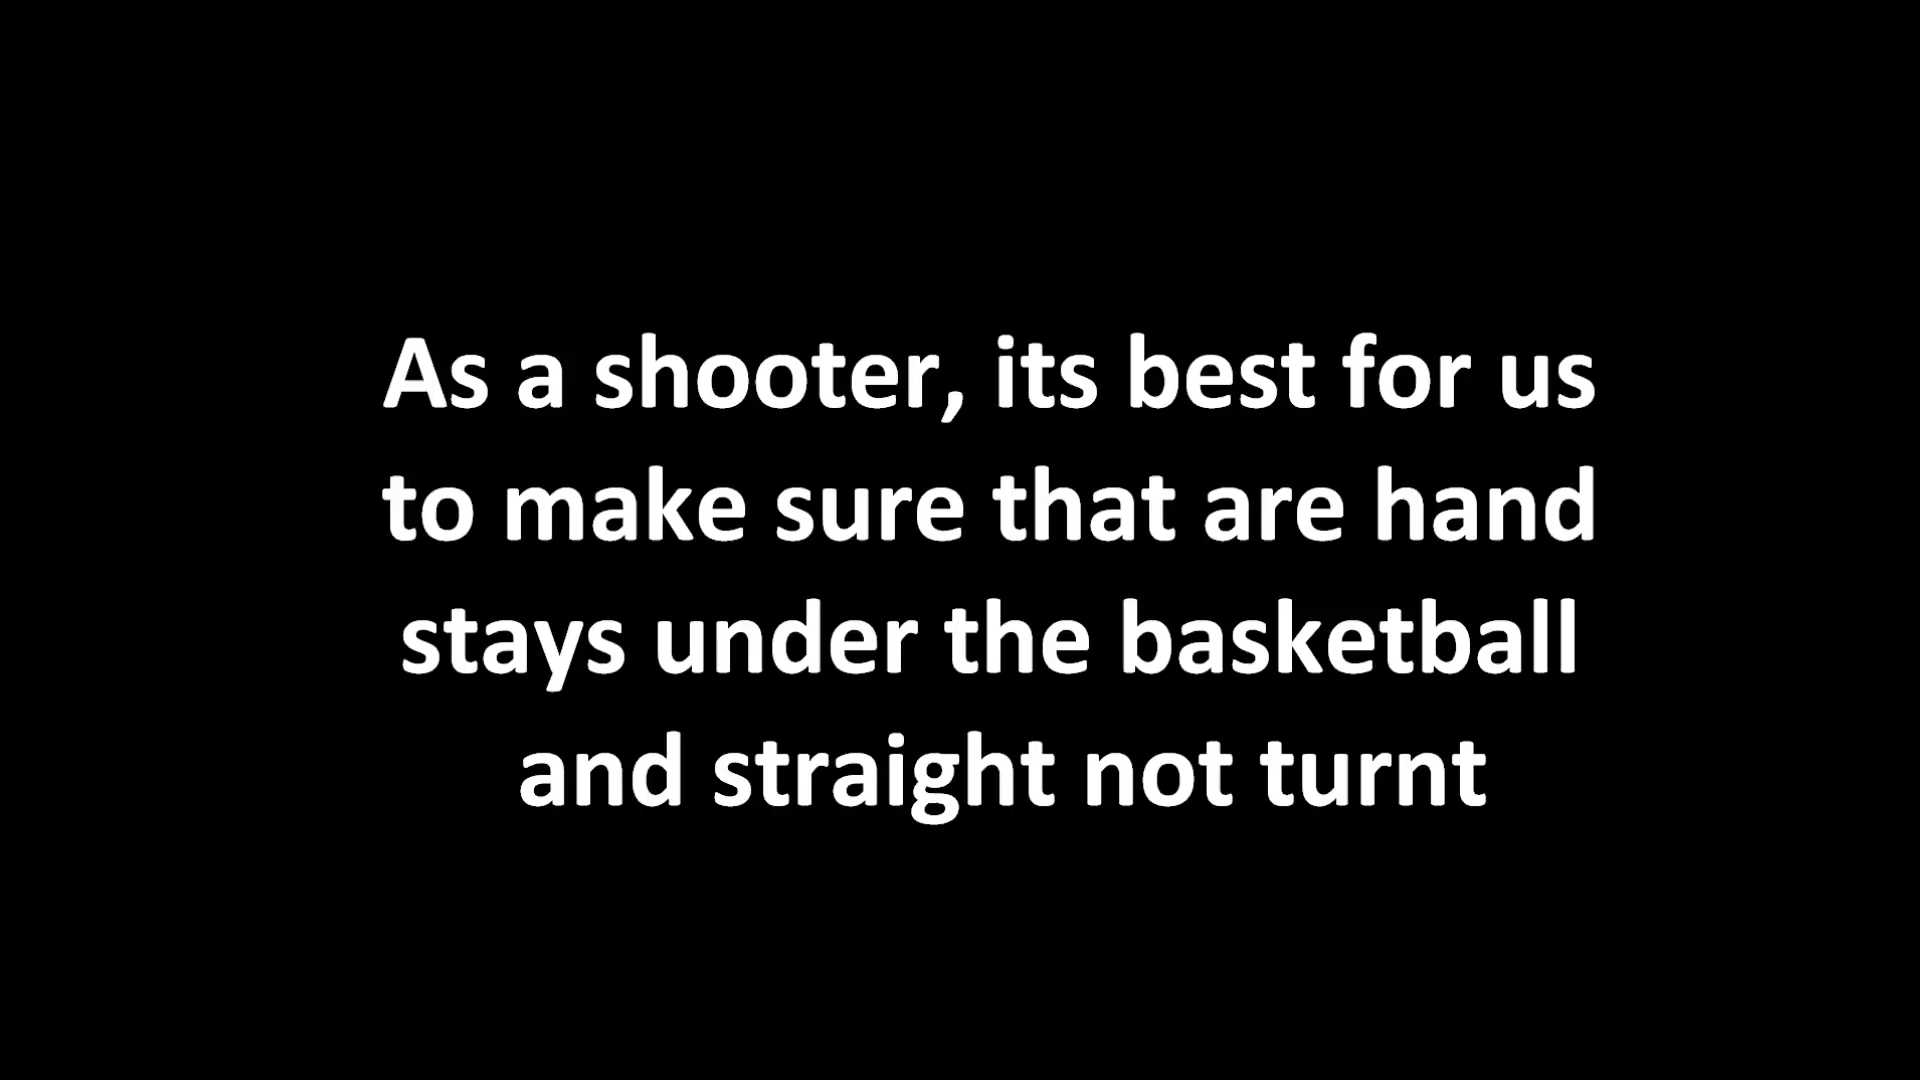 As a shooter, its best for us
to make sure that are hand
stays under the basketball
and straight not turnt